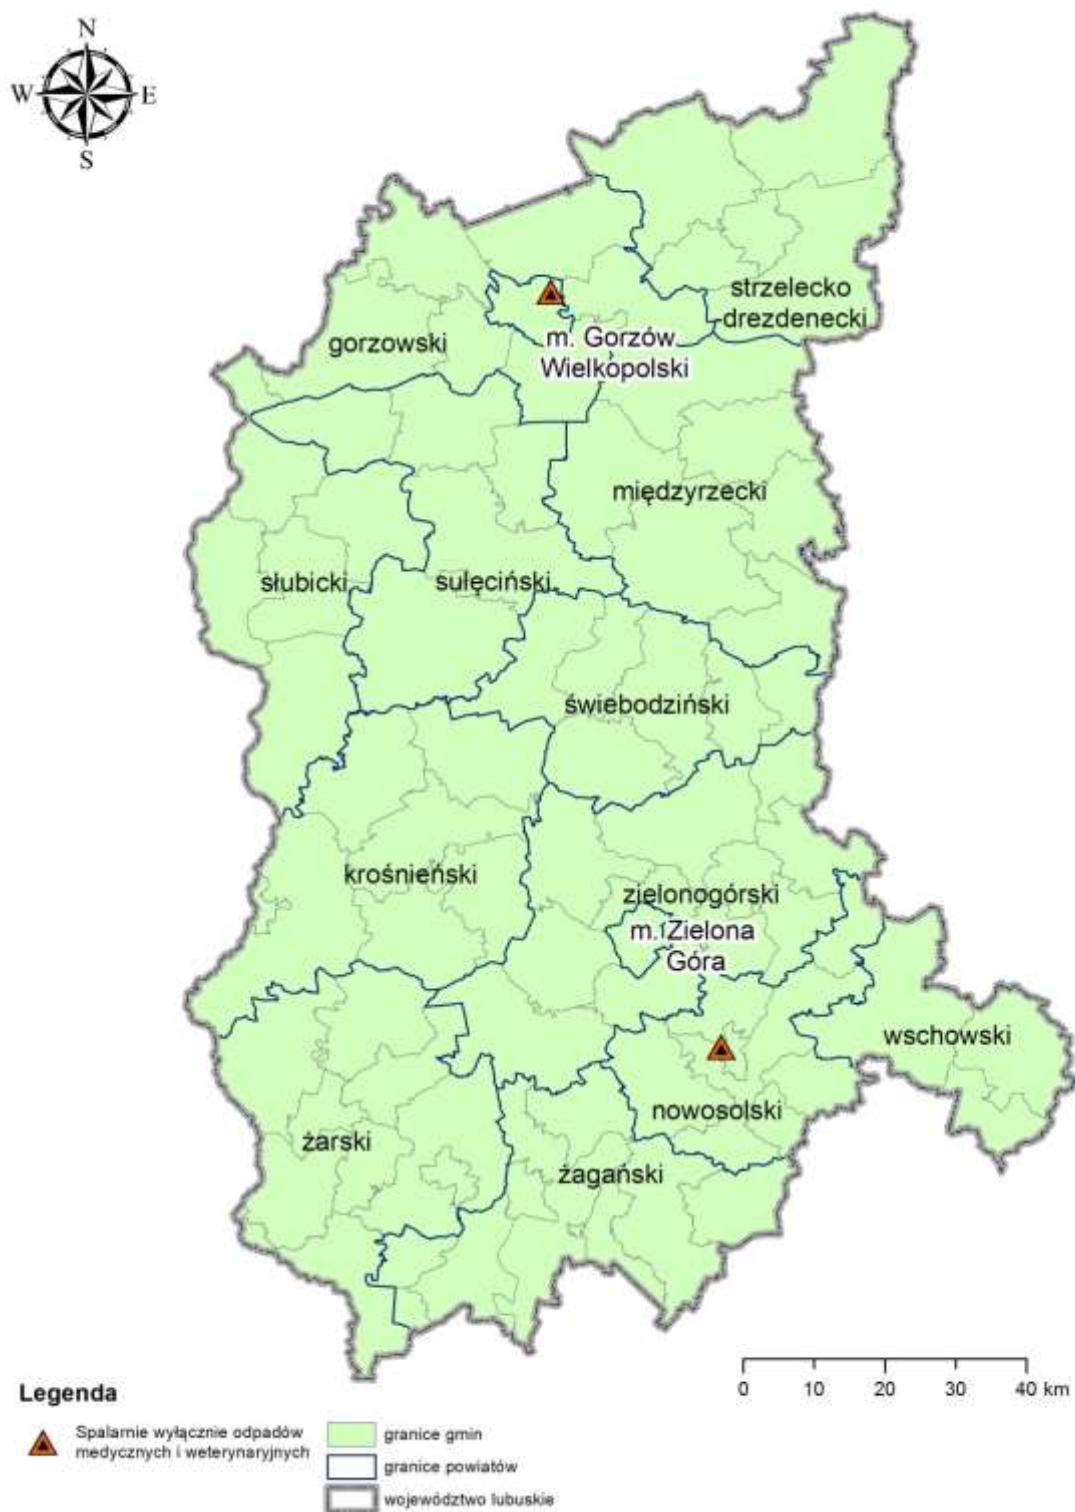 N
W E
S
strzelecko
drezdenecki
gorzowski
m. Gorzów
Wielkopolski
międzyrzecki
słubicki
sulęciński
świebodziński
krośnieński
zielonogórski
m. Zielona
Góra
wschowski
nowosolski
żarski
żagański
0 10 20 30 40 km
Legenda
Spalarnie wyłącznie odpadów
medycznych i weterynaryjnych
granice gmin
granice powiatów
województwo lubuskie